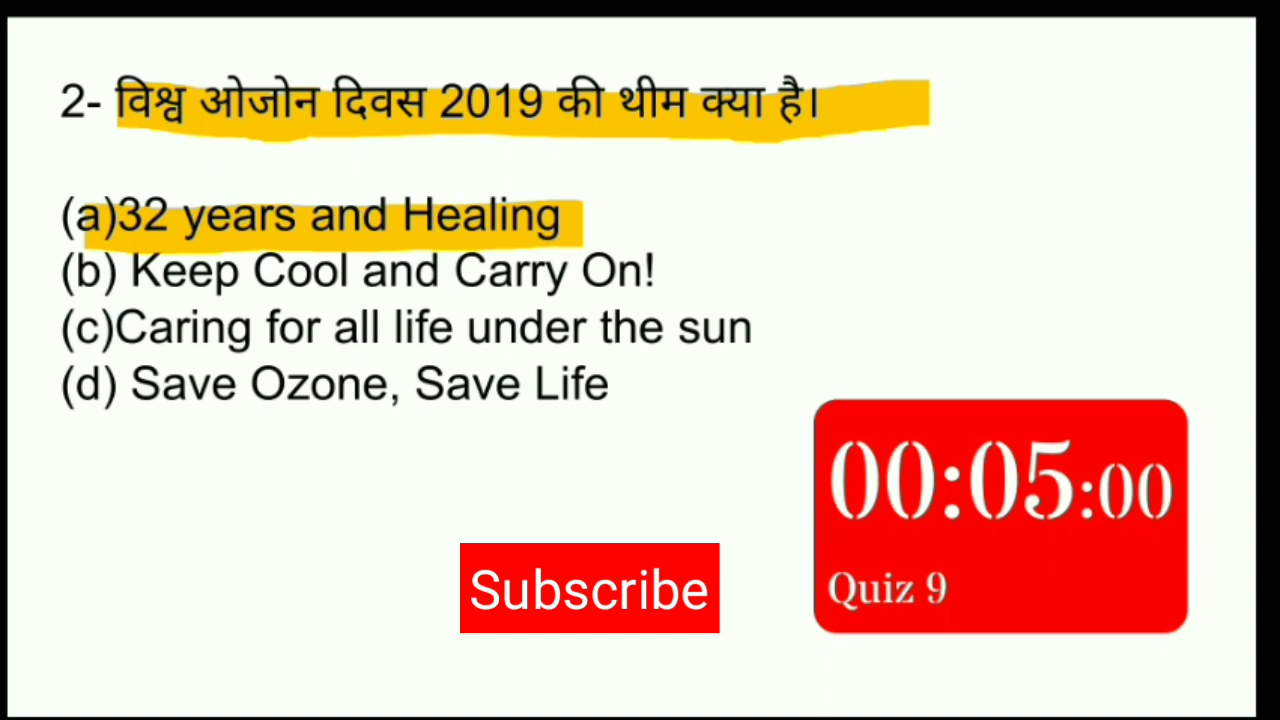 2- विश्व ओजोन दिवस 2019 की थीम क्या है।
(a)32 years and Healing
(b) Keep Cool and Carry On!
(c)Caring for all life under the sun
(d) Save Ozone, Save Life
00:05:00
Quiz 9
Subscribe